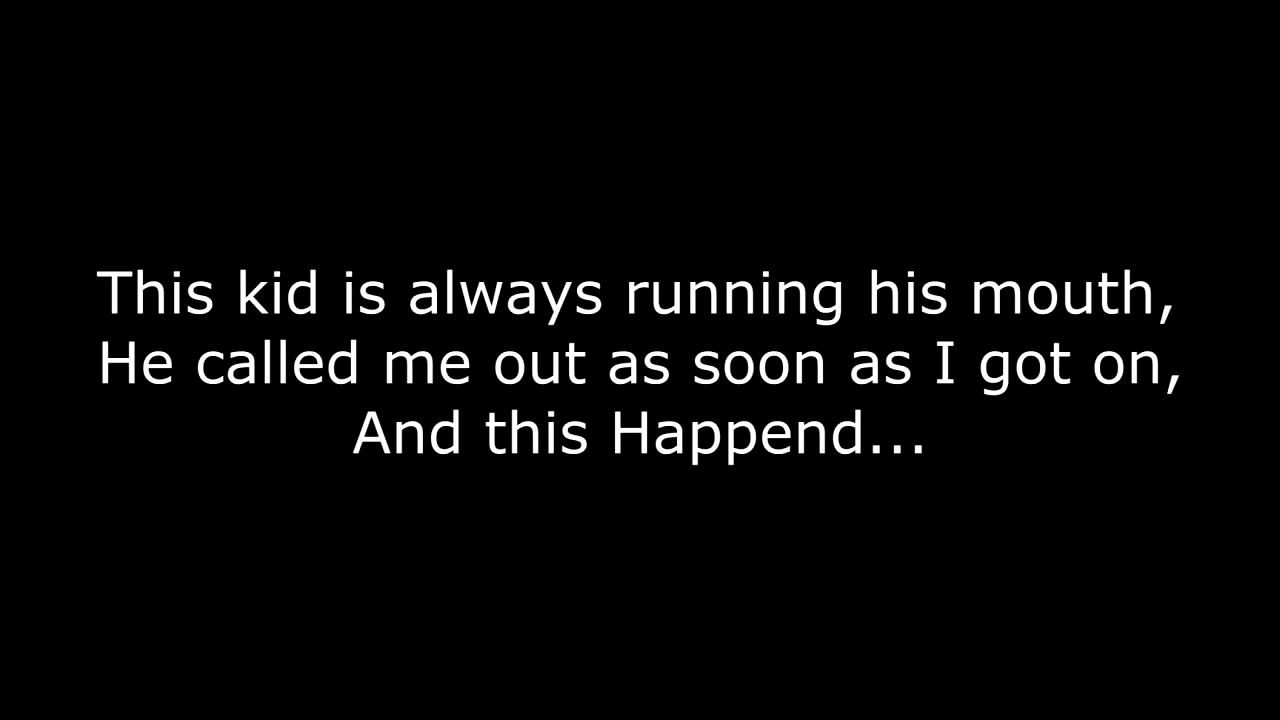 This kid is always running his mouth,
He called me out as soon as I got on,
And this Happend...